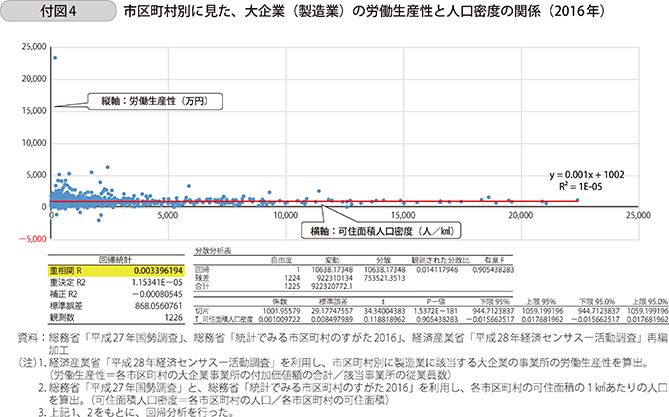 付図4 市区町村別に見た、大企業（製造業）の労働生産性と人口密度の関係（2016年）
25,000
縦軸：労働生産性（万円）
20,000
15,000
10,000
5,000
y = 0.001x + 1002
R² = 1E-05
0
0 5,000 10,000 15,000 20,000 25,000
横軸：可住面積人口密度（人／㎢）
−5,000
回帰統計
重相関 R 0.003396194
重決定 R2 1.15341E−05
補正 R2 −0.00080545
標準誤差 868.0560761
観測数 1226
分散分析表
自由度 変動 分散 観測された分散比 有意 F
回帰 1 10638.17348 10638.17348 0.014117946 0.905438283
残差 1224 922310134 753521.3513
合計 1225 922320772.1
係数 標準誤差 t P－値 下限 95% 上限 95% 下限 95.0% 上限 95.0%
切片 1001.95579 29.17747557 34.34004383 1.5372E−181 944.71372831 1059.199196 944.7132837 1059.199196
T_可住面積人口密度 0.001009722 0.008497989 0.118818962 0.905438283 −0.015662517 0.017681962 −0.015662517 0.017681962
資料：総務省「平成27年国勢調査」、総務省「統計でみる市区町村のすがた2016」、経済産業省「平成28年経済センサス－活動調査」再編
加工
（注）1. 経済産業省「平成28年経済センサス－活動調査」を利用し、市区町村別に製造業に該当する大企業の事業所の労働生産性を算出。
（労働生産性＝各市区町村の大企業事業所の付加価値額の合計／該当事業所の従業員数）
2. 総務省「平成27年国勢調査」と、総務省「統計でみる市区町村のすがた2016」を利用し、各市区町村の可住面積の1㎢あたりの人口
を算出。（可住面積人口密度＝各市区町村の人口／各市区町村の可住面積）
3. 上記1、2をもとに、回帰分析を行った。